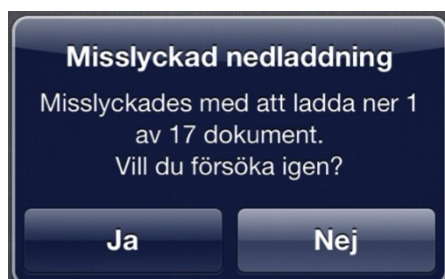 Misslyckad nedladdning
Misslyckades med att ladda ner 1
av 17 dokument.
Vill du försöka igen?
Ja
Nej